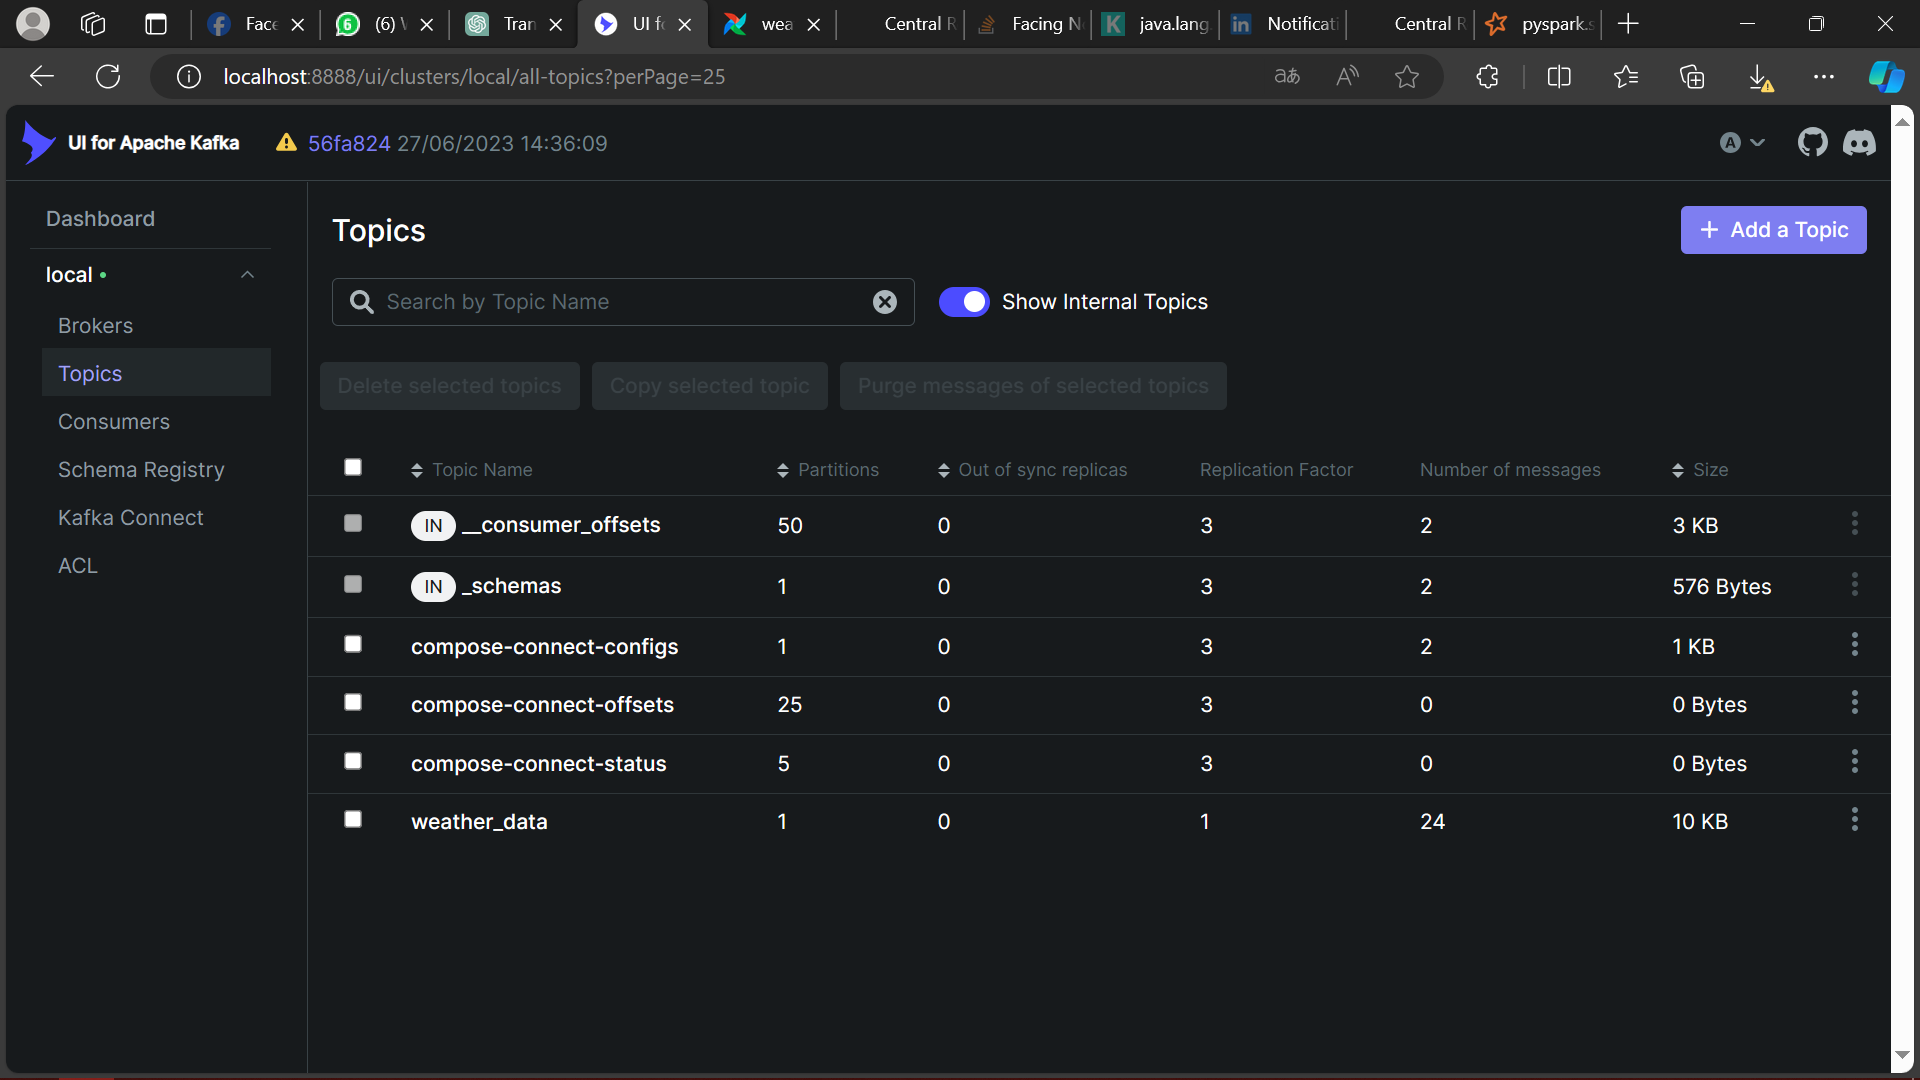 Face
(6) W
Tran
UI fo
wea
Central R
Facing N
java.lang.
Notificati
Central R
pyspark.s
localhost:8888/ui/clusters/local/all-topics?perPage=25
UI for Apache Kafka
56fa824 27/06/2023 14:36:09
A
Dashboard
local
Brokers
Topics
Consumers
Schema Registry
Kafka Connect
ACL
Topics
+ Add a Topic
Search by Topic Name
Show Internal Topics
Delete selected topics
Copy selected topic
Purge messages of selected topics
Topic Name Partitions Out of sync replicas Replication Factor Number of messages Size
IN __consumer_offsets 50 0 3 2 3 KB
IN _schemas 1 0 3 2 576 Bytes
compose-connect-configs 1 0 3 2 1 KB
compose-connect-offsets 25 0 3 0 0 Bytes
compose-connect-status 5 0 3 0 0 Bytes
weather_data 1 0 1 24 10 KB